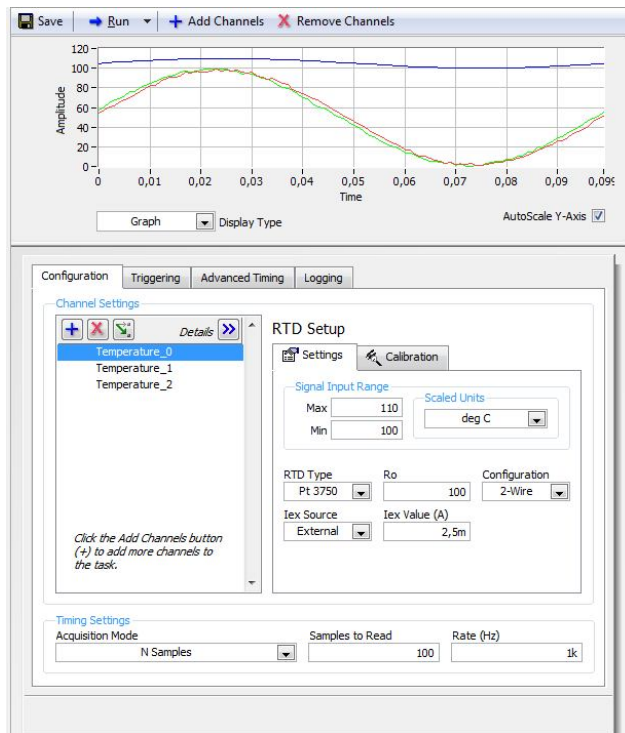 Save Run Add Channels Remove Channels
120
100
80
60
40
20
0
Amplitude
0 0,01 0,02 0,03 0,04 0,05 0,06 0,07 0,08 0,09 0,099
Time
Graph Display Type AutoScale Y-Axis
Configuration Triggering Advanced Timing Logging
Channel Settings
Details
Temperature_0
Temperature_1
Temperature_2
Click the Add Channels button
(+) to add more channels to
the task.
RTD Setup
Settings Calibration
Signal Input Range
Max 110
Min 100
Scaled Units
deg C
RTD Type Ro Configuration
Pt 3750 100 2-Wire
Iex Source Iex Value (A)
External 2,5m
Timing Settings
Acquisition Mode Samples to Read Rate (Hz)
N Samples 100 1k